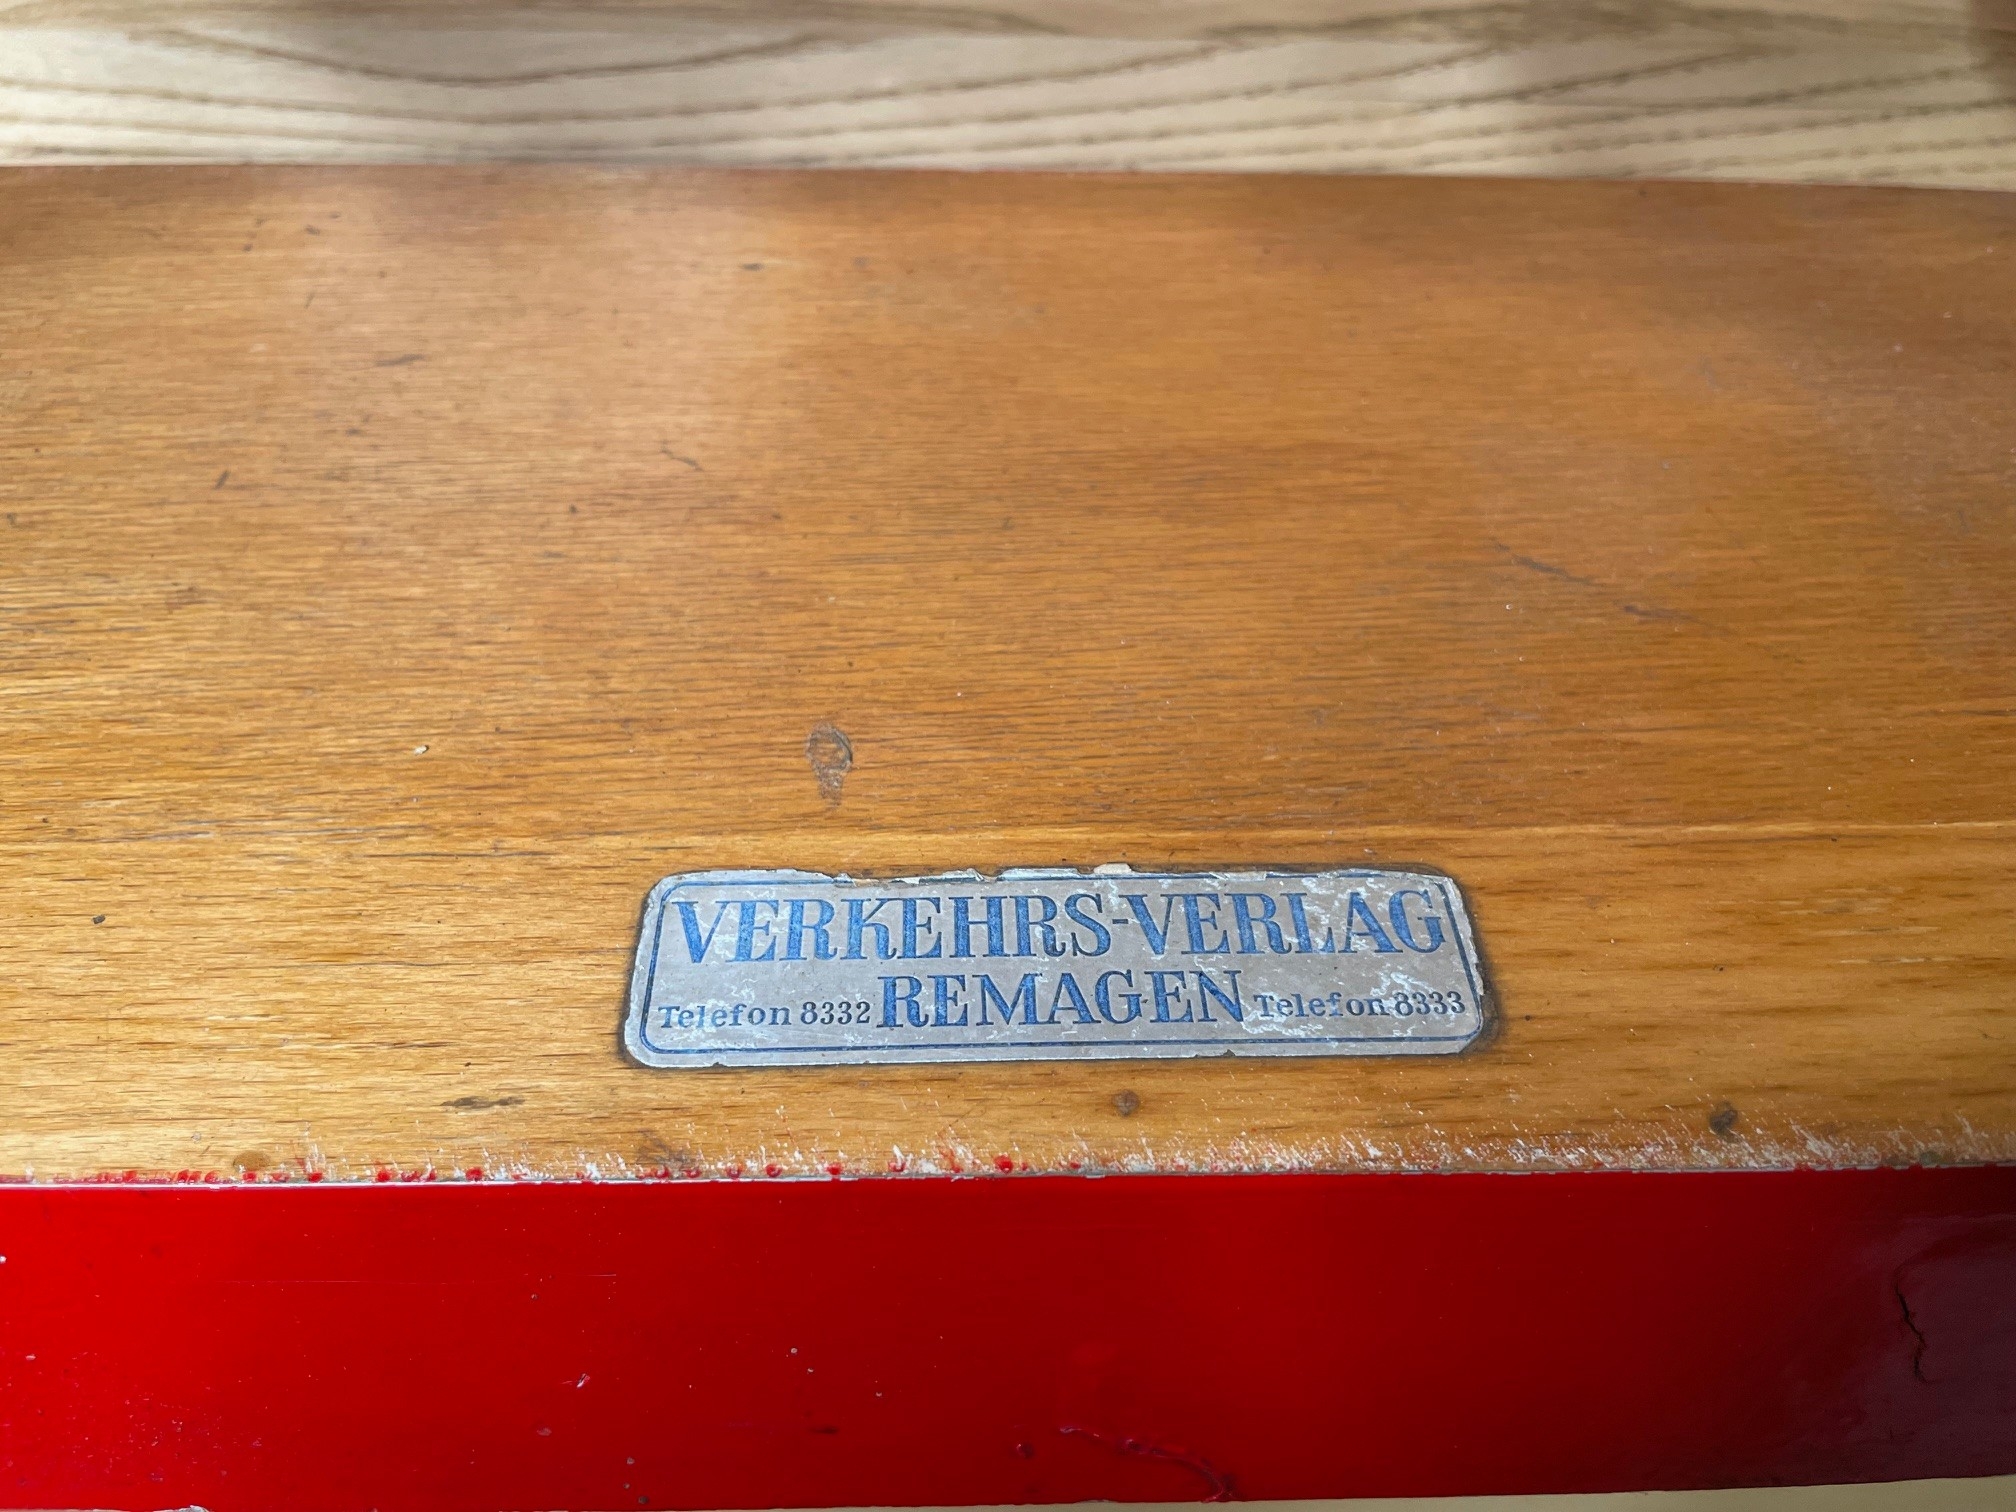 VERKEHRS-VERLAG
Telefon 8332 REMAGEN Telefon 8333